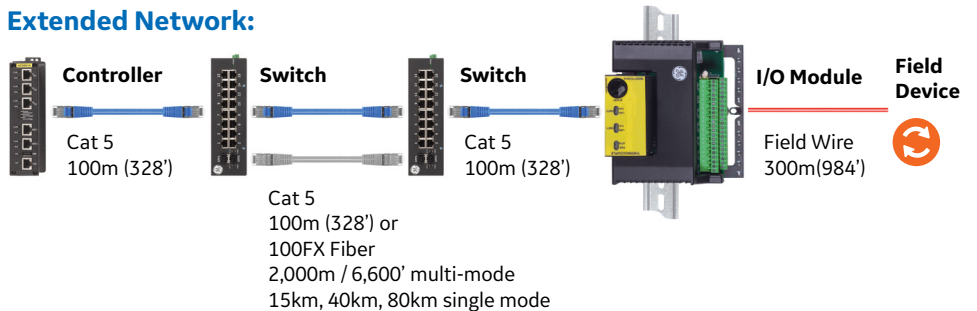 Extended Network:
Controller
Cat 5
100m (328’)
Switch
Cat 5
100m (328’) or
100FX Fiber
2,000m / 6,600’ multi-mode
15km, 40km, 80km single mode
Switch
Cat 5
100m (328’)
I/O Module
Field Wire
300m(984’)
Field
Device